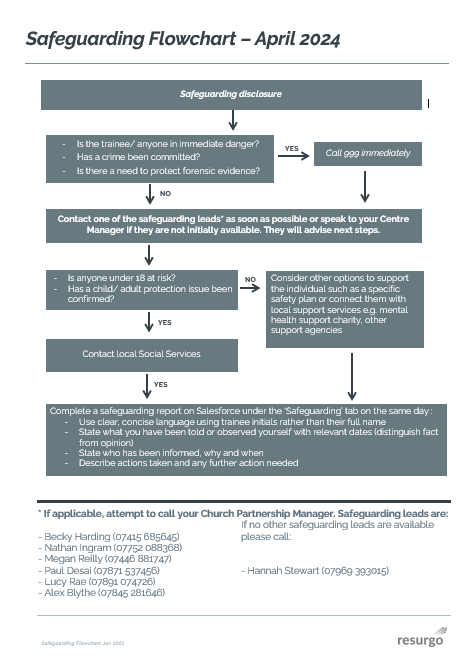 Safeguarding Flowchart – April 2024
Safeguarding disclosure
- Is the trainee/ anyone in immediate danger?
- Has a crime been committed?
- Is there a need to protect forensic evidence?
YES
Call 999 immediately
NO
Contact one of the safeguarding leads* as soon as possible or speak to your Centre
Manager if they are not initially available. They will advise next steps.
- Is anyone under 18 at risk?
- Has a child/ adult protection issue been
confirmed?
NO
Consider other options to support
the individual such as a specific
safety plan or connect them with
local support services e.g. mental
health support charity, other
support agencies
YES
Contact local Social Services
YES
Complete a safeguarding report on Salesforce under the ‘Safeguarding’ tab on the same day:
- Use clear, concise language using trainee initials rather than their full name
- State what you have been told or observed yourself with relevant dates (distinguish fact
from opinion)
- State who has been informed, why and when
- Describe actions taken and any further action needed
* If applicable, attempt to call your Church Partnership Manager. Safeguarding leads are:
- Becky Harding (07415 685645)
- Nathan Ingram (07752 088368)
- Megan Reilly (07446 881747)
- Paul Desai (07871 537456)
- Lucy Rae (07891 074726)
- Alex Blythe (07845 281646)
If no other safeguarding leads are available
please call:
- Hannah Stewart (07969 393015)
Safeguarding Flowchart Jan 2022
resurgo